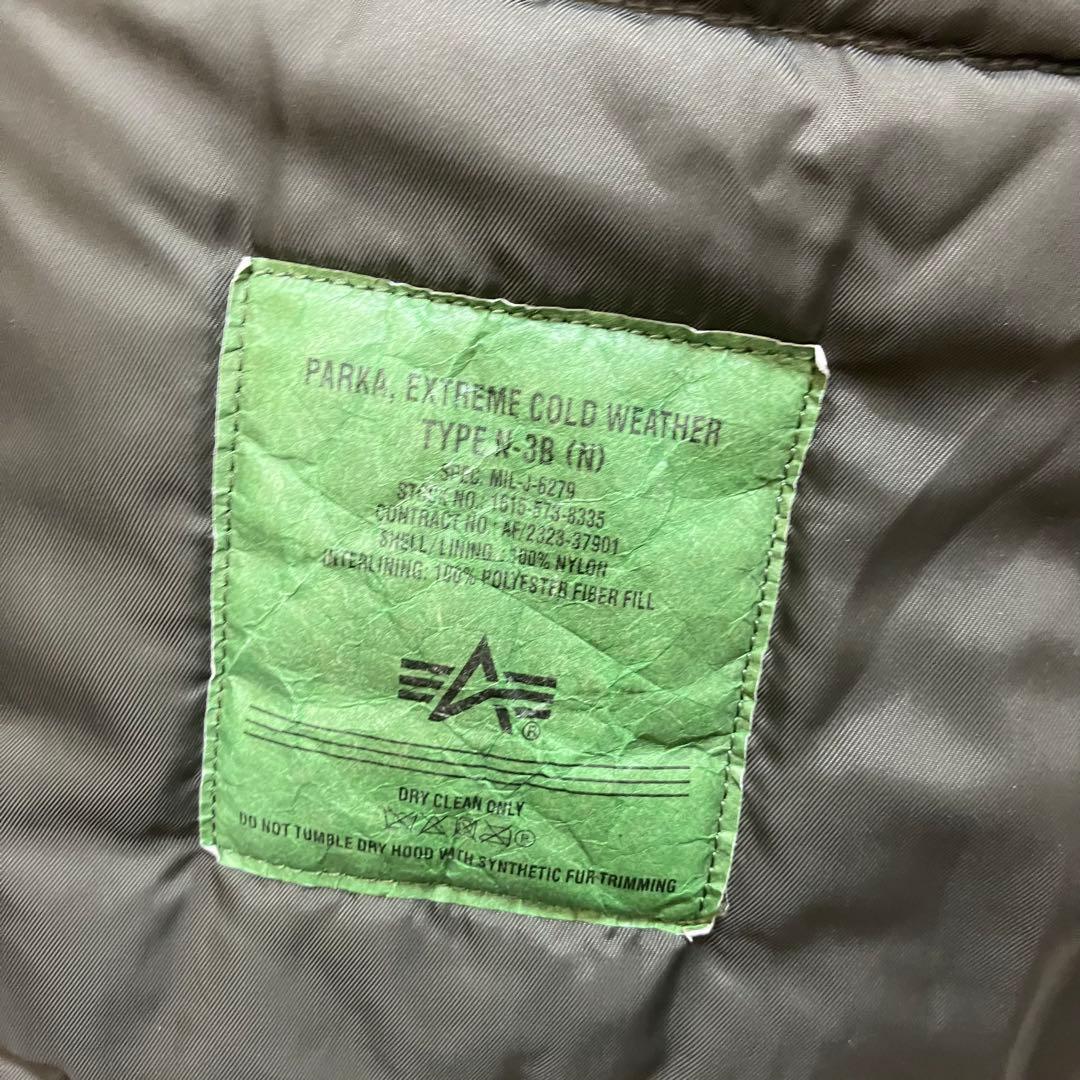 PARKA, EXTREME COLD WEATHER
TYPE N-3B (N)
SPEC. MIL-J-6279
STOCK NO.: 1615-573-8335
CONTRACT NO.: AF/2323-37901
SHELL/LINING: 100% NYLON
INTERLINING: 100% POLYESTER FIBER FILL
®
DRY CLEAN ONLY
®
DO NOT TUMBLE DRY HOOD WITH SYNTHETIC FUR TRIMMING